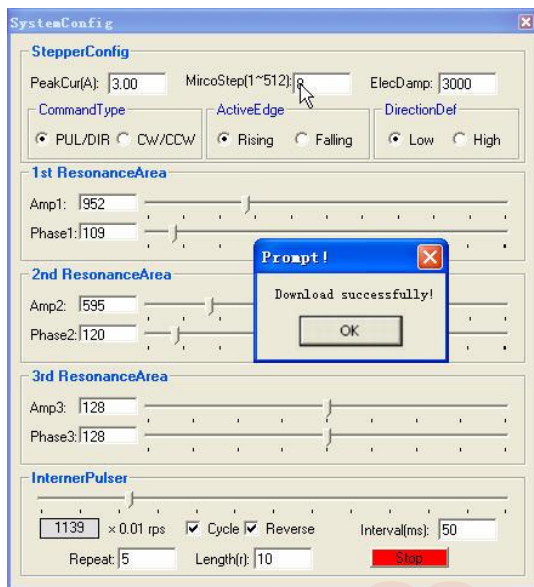 SystemConfig
StepperConfig
PeakCur(A): 3.00 MircoStep(1~512): 8 ElecDamp: 3000
CommandType ActiveEdge DirectionDef
PUL/DIR CW/CCW Rising Falling Low High
1st ResonanceArea
Amp1: 952
Phase1: 109
Prompt!
Download successfully!
OK
2nd ResonanceArea
Amp2: 595
Phase2: 120
3rd ResonanceArea
Amp3: 128
Phase3: 128
InternerPulser
1139 × 0.01 rps Cycle Reverse Interval(ms): 50
Repeat: 5 Length(r): 10 Stop